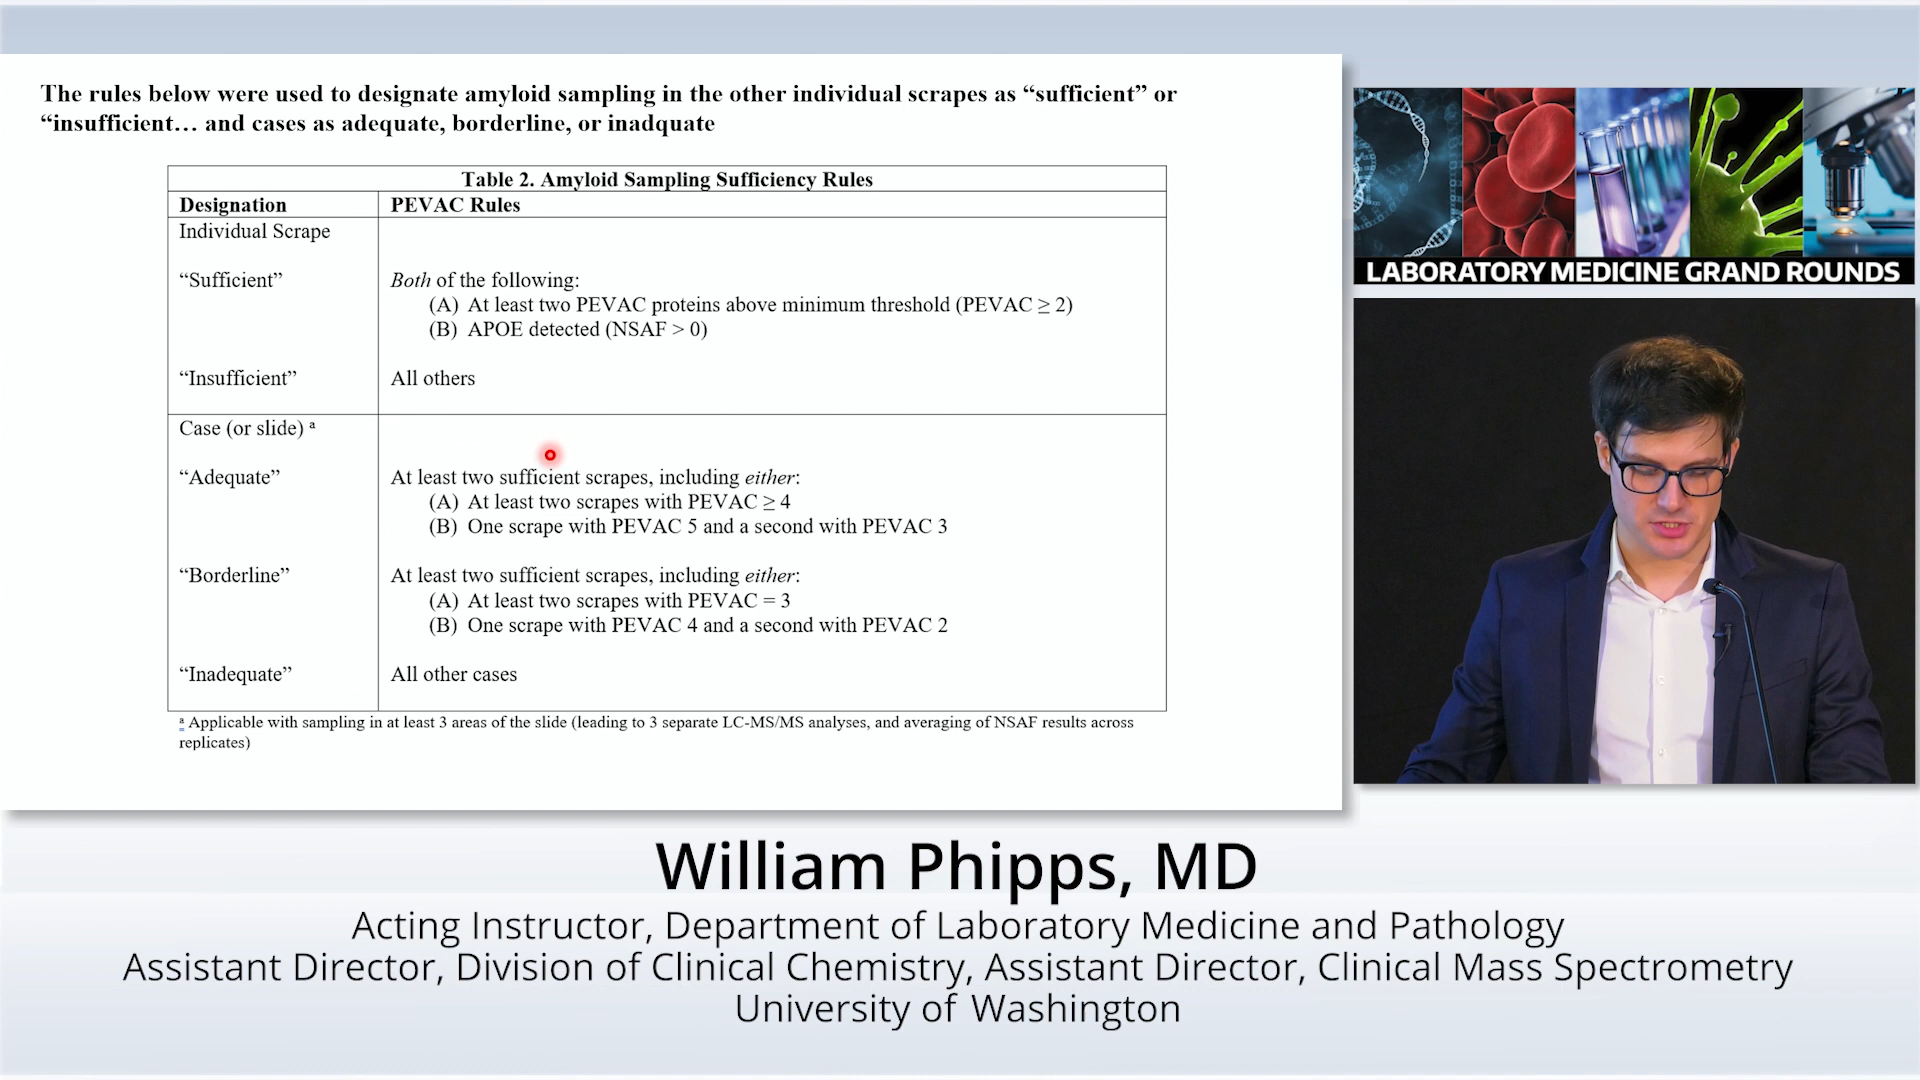 The rules below were used to designate amyloid sampling in the other individual scrapes as “sufficient” or
“insufficient… and cases as adequate, borderline, or inadquate
Table 2. Amyloid Sampling Sufficiency Rules
Designation PEVAC Rules
Individual Scrape
“Sufficient” Both of the following:
(A) At least two PEVAC proteins above minimum threshold (PEVAC ≥ 2)
(B) APOE detected (NSAF > 0)
“Insufficient” All others
Case (or slide) ª
“Adequate” At least two sufficient scrapes, including either:
(A) At least two scrapes with PEVAC ≥ 4
(B) One scrape with PEVAC 5 and a second with PEVAC 3
“Borderline” At least two sufficient scrapes, including either:
(A) At least two scrapes with PEVAC = 3
(B) One scrape with PEVAC 4 and a second with PEVAC 2
“Inadequate” All other cases
ª Applicable with sampling in at least 3 areas of the slide (leading to 3 separate LC-MS/MS analyses, and averaging of NSAF results across
replicates)
LABORATORY MEDICINE GRAND ROUNDS
William Phipps, MD
Acting Instructor, Department of Laboratory Medicine and Pathology
Assistant Director, Division of Clinical Chemistry, Assistant Director, Clinical Mass Spectrometry
University of Washington